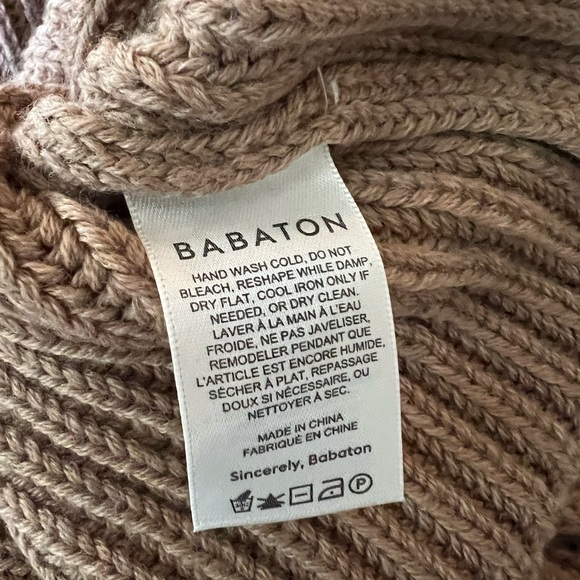 BABATON
HAND WASH COLD, DO NOT
BLEACH, RESHAPE WHILE DAMP,
DRY FLAT, COOL IRON ONLY IF
NEEDED, OR DRY CLEAN.
LAVER À LA MAIN À L'EAU
FROIDE, NE PAS JAVELISER,
REMODELER PENDANT QUE
L'ARTICLE EST ENCORE HUMIDE,
SÉCHER À PLAT, REPASSAGE
DOUX SI NÉCESSAIRE, OU
NETTOYER À SEC.
MADE IN CHINA
FABRIQUÉ EN CHINE
Sincerely, Babaton
P